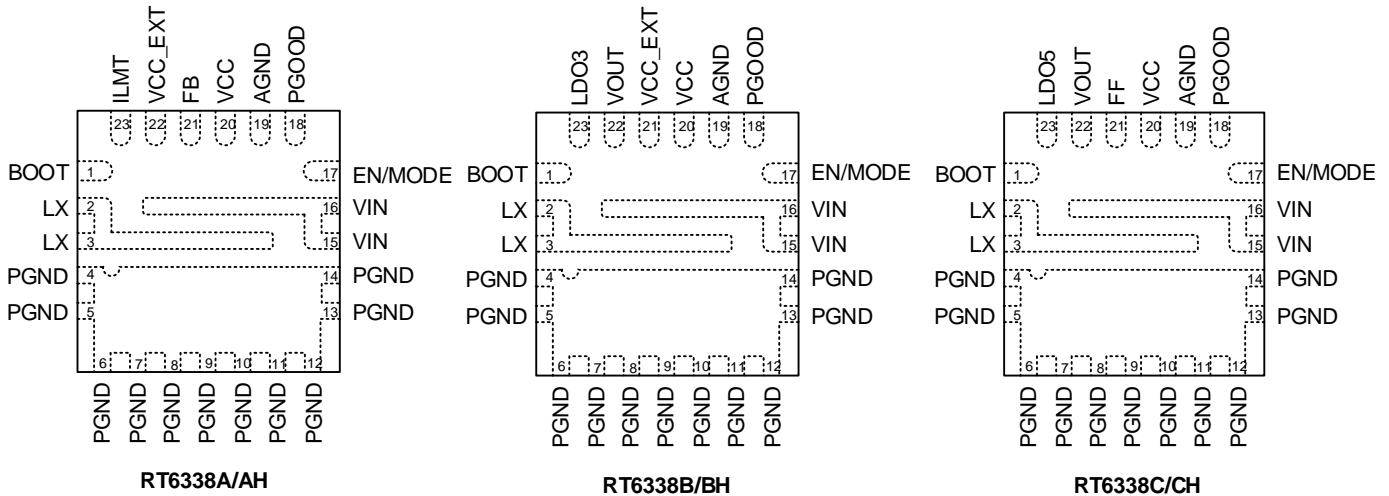 ILMT
VCC_EXT
FB
VCC
AGND
PGOOD
23 22 21 20 19 18
BOOT 1 17 EN/MODE
LX 2 16 VIN
LX 3 15 VIN
PGND 4 14 PGND
PGND 5 13 PGND
6 7 8 9 10 11 12
PGND
PGND
PGND
PGND
PGND
PGND
PGND
RT6338A/AH
LDO3
VOUT
VCC_EXT
VCC
AGND
PGOOD
23 22 21 20 19 18
BOOT 1 17 EN/MODE
LX 2 16 VIN
LX 3 15 VIN
PGND 4 14 PGND
PGND 5 13 PGND
6 7 8 9 10 11 12
PGND
PGND
PGND
PGND
PGND
PGND
PGND
RT6338B/BH
LDO5
VOUT
FF
VCC
AGND
PGOOD
23 22 21 20 19 18
BOOT 1 17 EN/MODE
LX 2 16 VIN
LX 3 15 VIN
PGND 4 14 PGND
PGND 5 13 PGND
6 7 8 9 10 11 12
PGND
PGND
PGND
PGND
PGND
PGND
PGND
RT6338C/CH